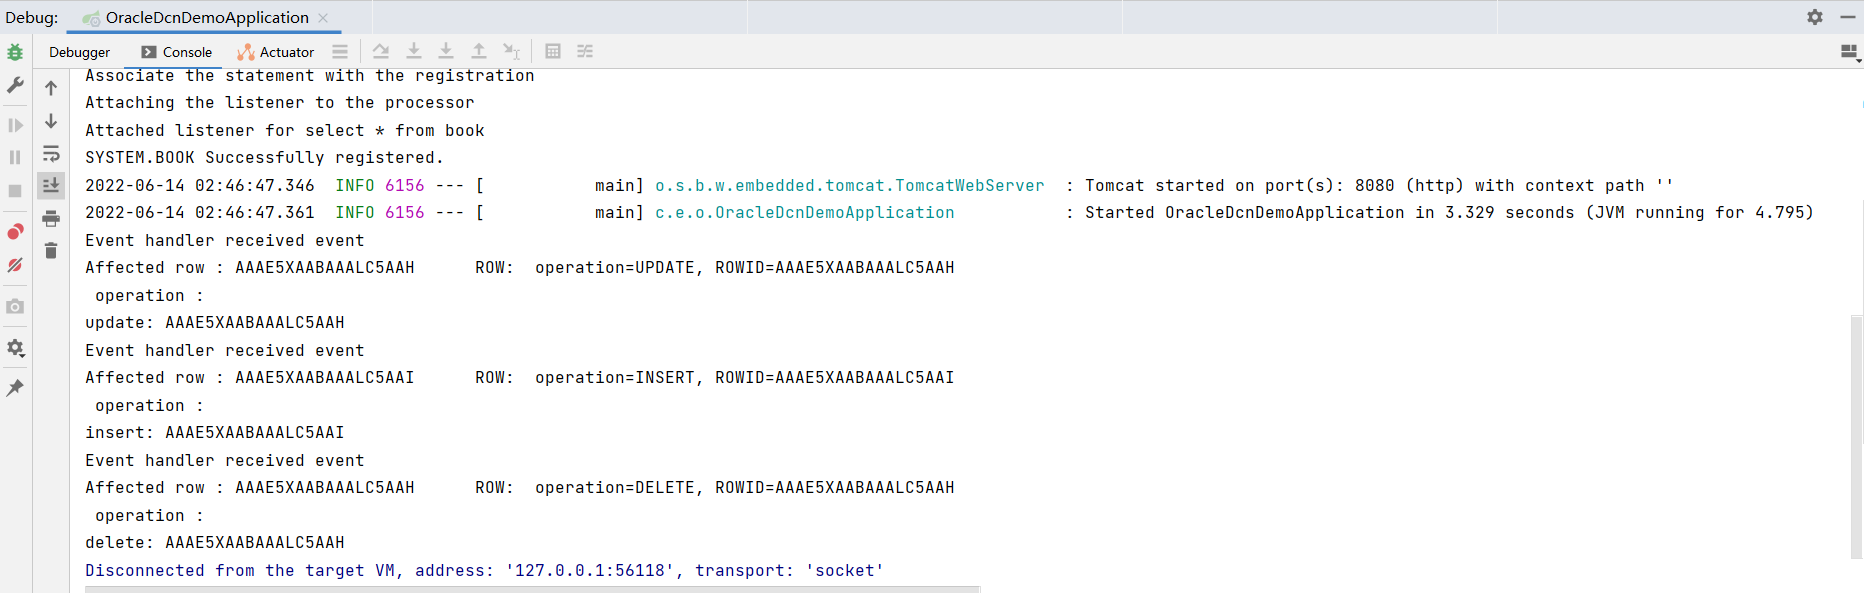 Debug: OracleDcnDemoApplication
Debugger Console Actuator
Associate the statement with the registration
Attaching the listener to the processor
Attached listener for select * from book
SYSTEM.BOOK Successfully registered.
2022-06-14 02:46:47.346  INFO 6156 --- [           main] o.s.b.w.embedded.tomcat.TomcatWebServer  : Tomcat started on port(s): 8080 (http) with context path ''
2022-06-14 02:46:47.361  INFO 6156 --- [           main] c.e.o.OracleDcnDemoApplication           : Started OracleDcnDemoApplication in 3.329 seconds (JVM running for 4.795)
Event handler received event
Affected row : AAAE5XAABAAALC5AAH      ROW:  operation=UPDATE, ROWID=AAAE5XAABAAALC5AAH
 operation :
update: AAAE5XAABAAALC5AAH
Event handler received event
Affected row : AAAE5XAABAAALC5AAI      ROW:  operation=INSERT, ROWID=AAAE5XAABAAALC5AAI
 operation :
insert: AAAE5XAABAAALC5AAI
Event handler received event
Affected row : AAAE5XAABAAALC5AAH      ROW:  operation=DELETE, ROWID=AAAE5XAABAAALC5AAH
 operation :
delete: AAAE5XAABAAALC5AAH
Disconnected from the target VM, address: '127.0.0.1:56118', transport: 'socket'